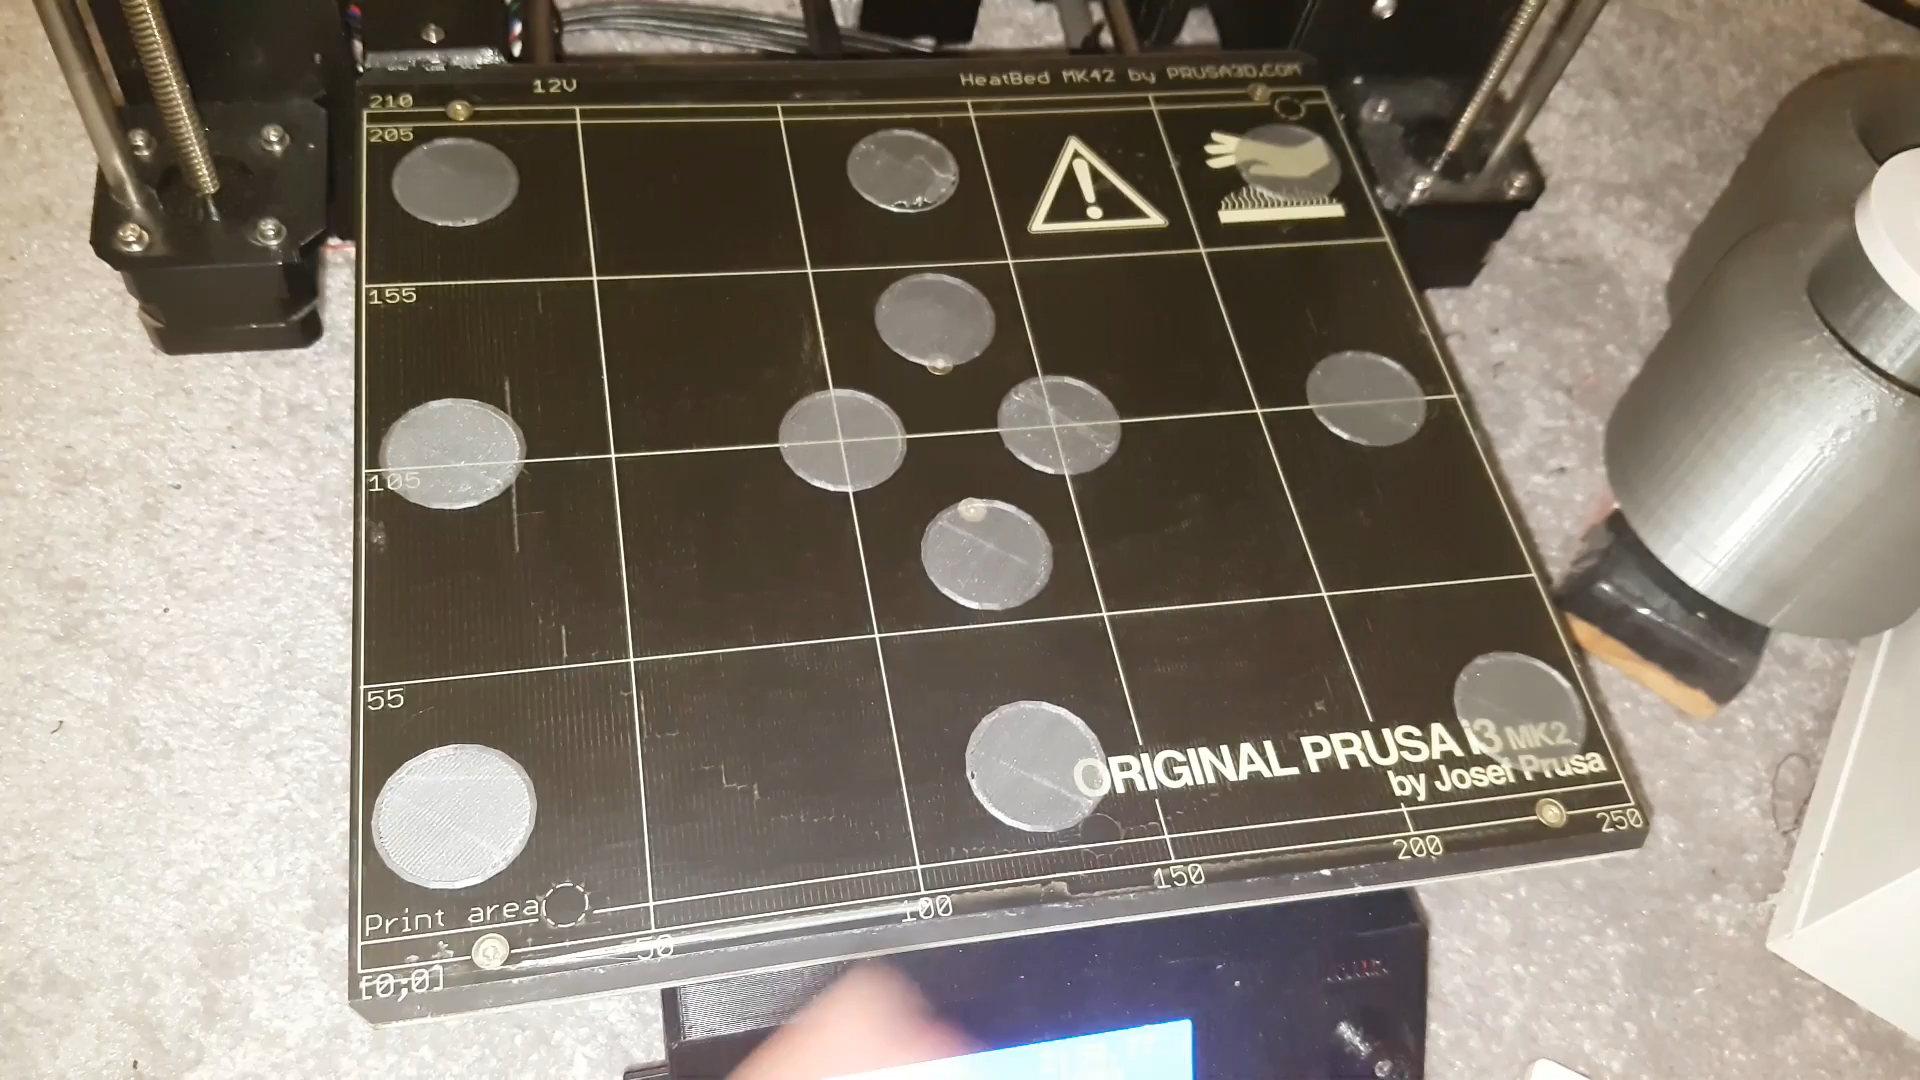 12V
HeatBed MK42 by PRUSA3D.COM
210
205
155
105
55
ORIGINAL PRUSA i3 MK2
by Josef Prusa
Print area
[0;0]
50
100
150
200
250